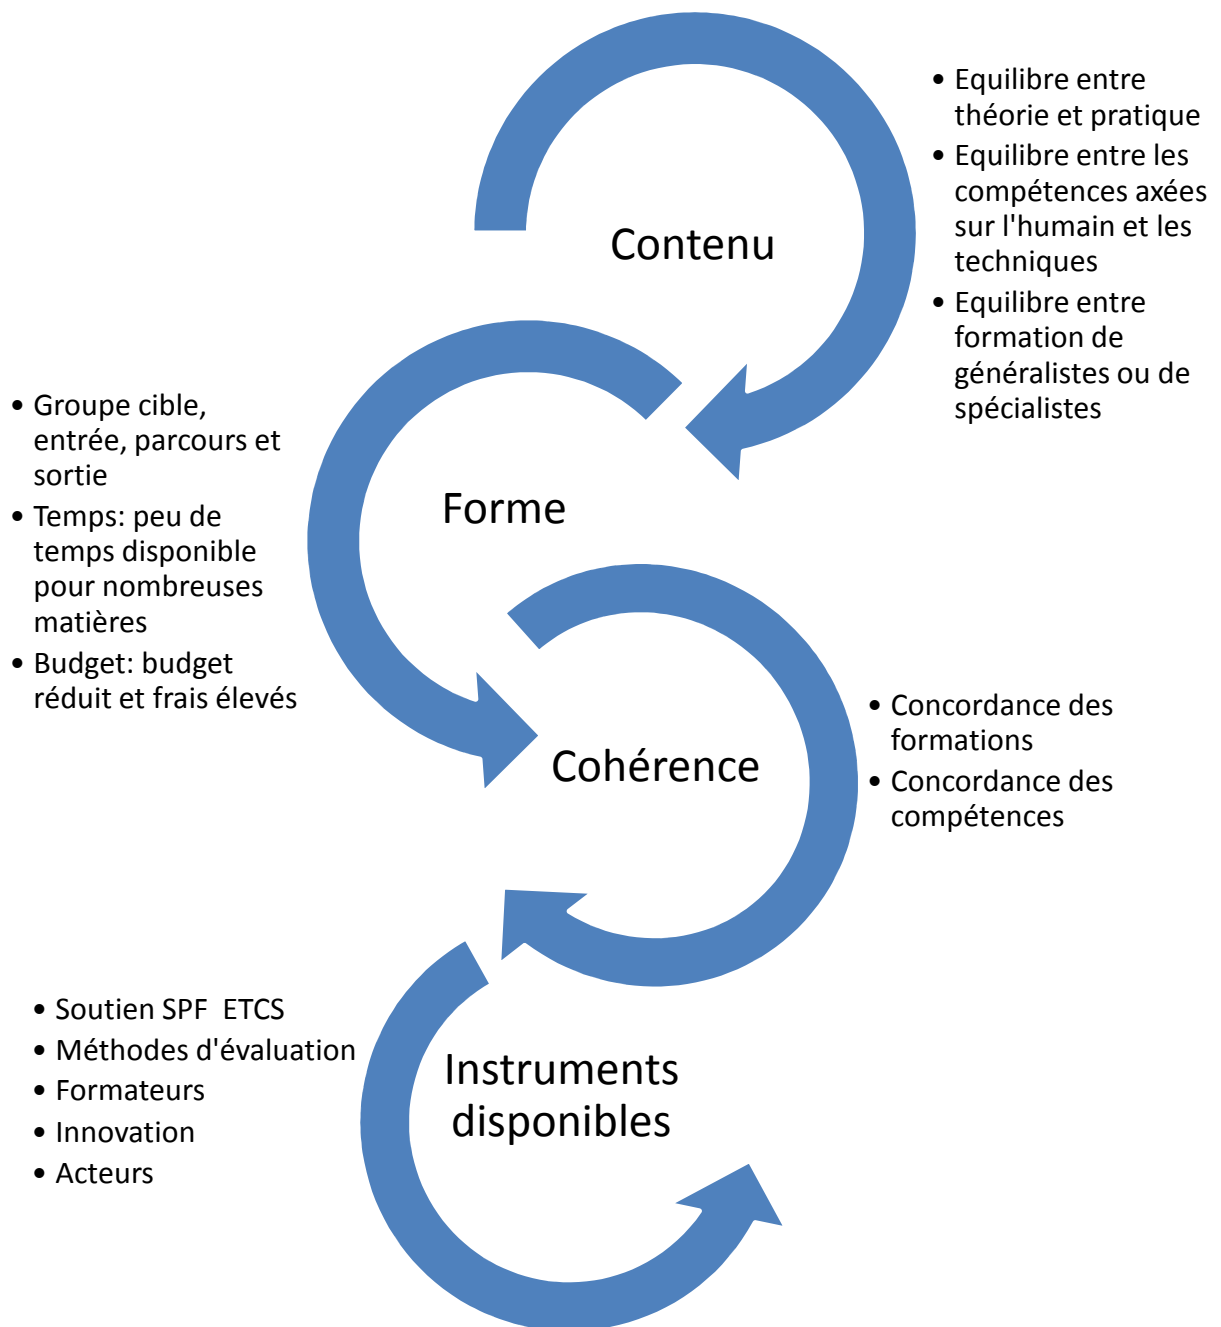 • Equilibre entre
théorie et pratique
• Equilibre entre les
compétences axées
sur l'humain et les
techniques
• Equilibre entre
formation de
généralistes ou de
spécialistes
Contenu
• Groupe cible,
entrée, parcours et
sortie
• Temps: peu de
temps disponible
pour nombreuses
matières
• Budget: budget
réduit et frais élevés
Forme
• Concordance des
formations
• Concordance des
compétences
Cohérence
• Soutien SPF  ETCS
• Méthodes d'évaluation
• Formateurs
• Innovation
• Acteurs
Instruments
disponibles